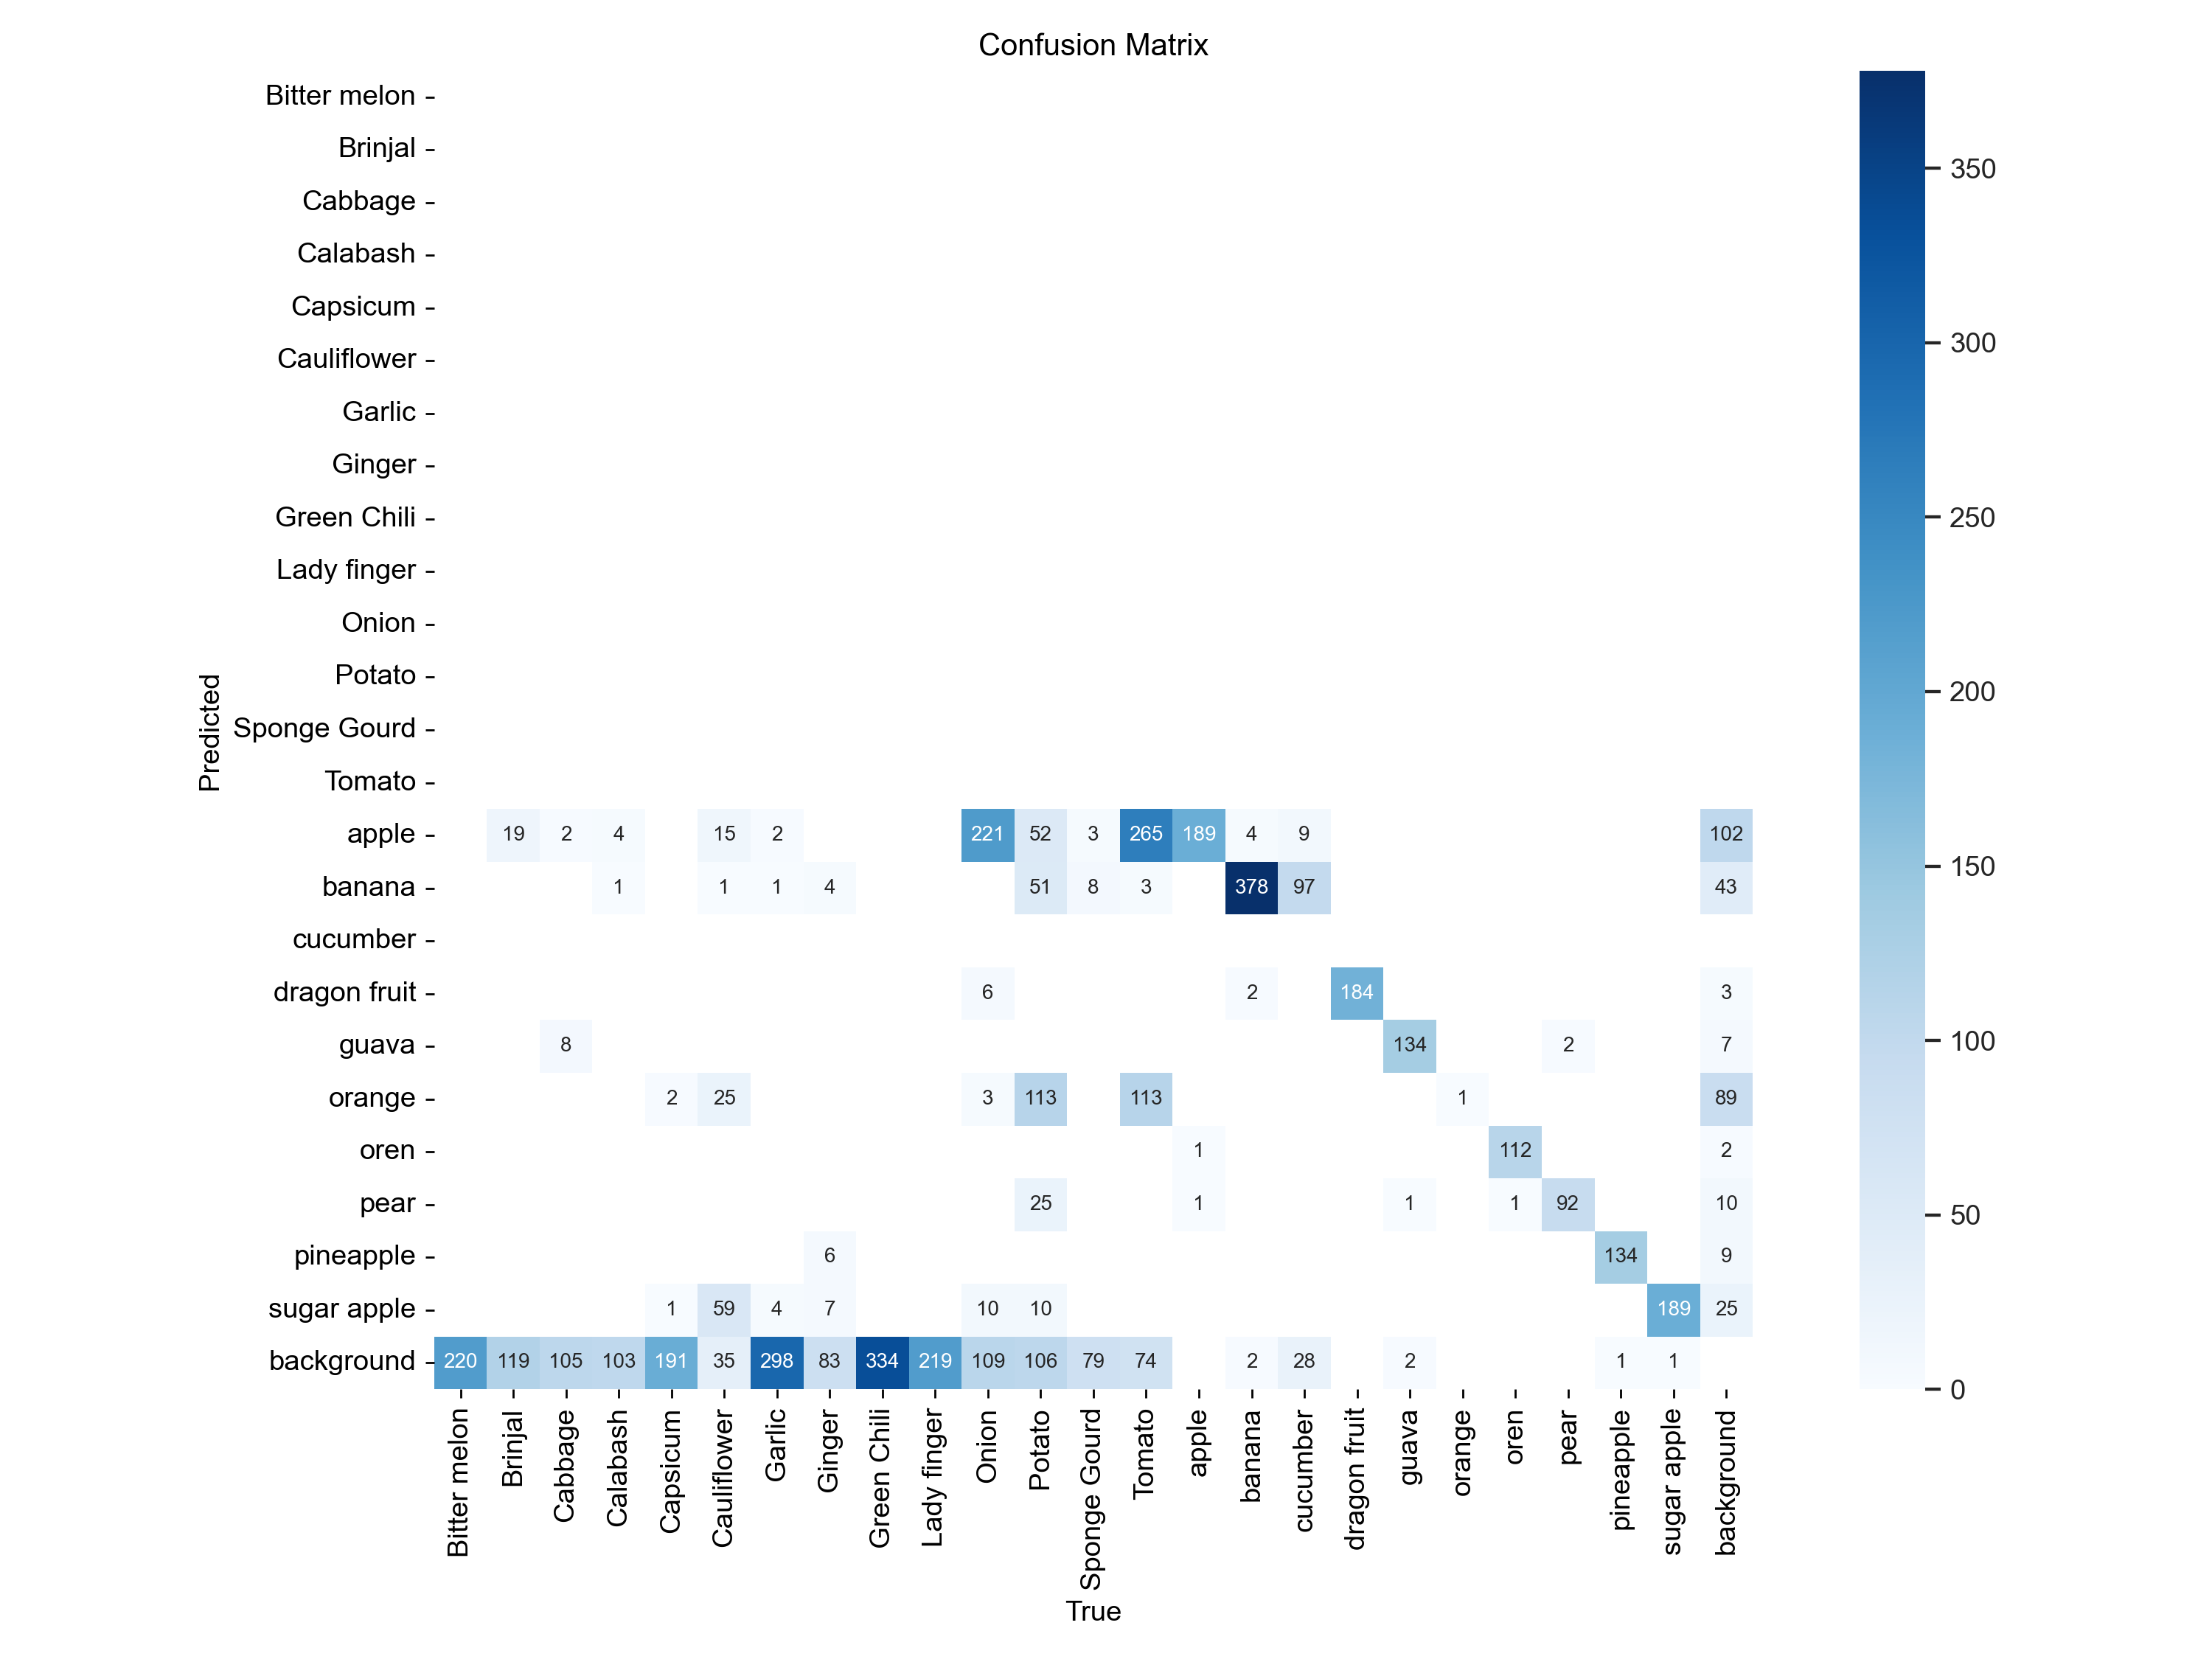 Confusion Matrix
Predicted
Bitter melon
Brinjal
Cabbage
Calabash
Capsicum
Cauliflower
Garlic
Ginger
Green Chili
Lady finger
Onion
Potato
Sponge Gourd
Tomato
apple 19 2 4 15 2 221 52 3 265 189 4 9 102
banana 1 1 1 4 51 8 3 378 97 43
cucumber
dragon fruit 6 2 184 3
guava 8 134 2 7
orange 2 25 3 113 113 1 89
oren 1 112 2
pear 25 1 1 1 92 10
pineapple 6 134 9
sugar apple 1 59 4 7 10 10 189 25
background 220 119 105 103 191 35 298 83 334 219 109 106 79 74 2 28 2 1 1
Bitter melon
Brinjal
Cabbage
Calabash
Capsicum
Cauliflower
Garlic
Ginger
Green Chili
Lady finger
Onion
Potato
Sponge Gourd
Tomato
apple
banana
cucumber
dragon fruit
guava
orange
oren
pear
pineapple
sugar apple
background
True
350
300
250
200
150
100
50
0